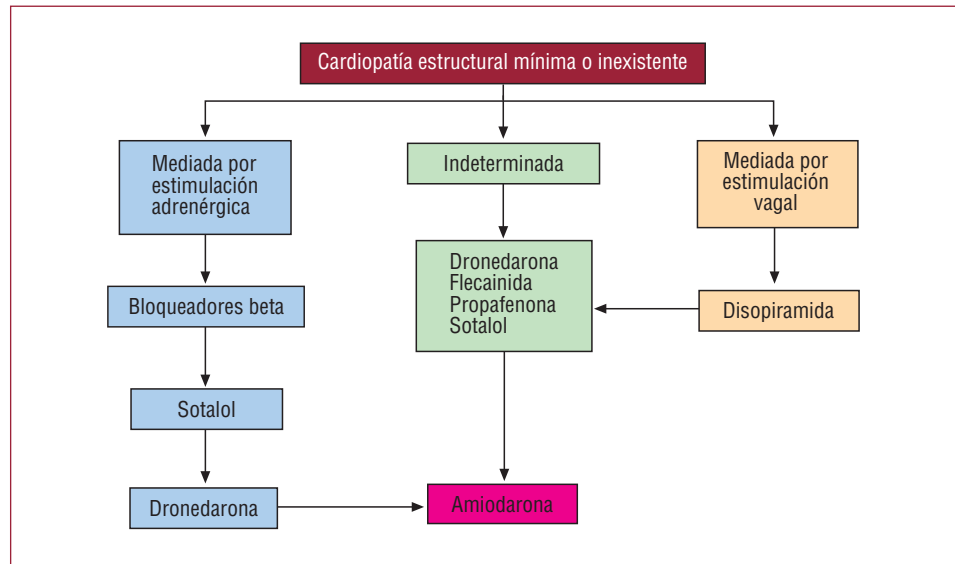 Cardiopatía estructural mínima o inexistente
Mediada por
estimulación
adrenérgica
Indeterminada
Mediada por
estimulación
vagal
Bloqueadores beta
Dronedarona
Flecainida
Propafenona
Sotalol
Disopiramida
Sotalol
Dronedarona
Amiodarona